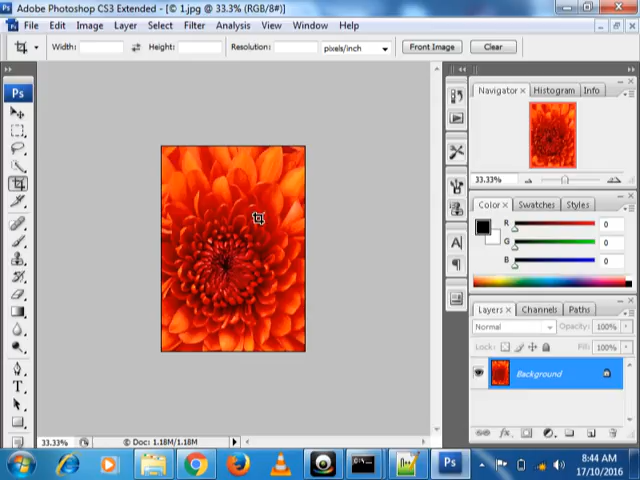 Adobe Photoshop CS3 Extended - [© 1.jpg @ 33.3% (RGB/8#)]
File Edit Image Layer Select Filter Analysis View Window Help
Width: Height: Resolution: pixels/inch Front Image Clear
Ps
Navigator × Histogram Info
33.33%
Color × Swatches Styles
R 0
G 0
B 0
Layers × Channels Paths
Normal Opacity: 100%
Lock: Fill: 100%
Background
33.33% © Doc: 1.18M/1.18M
Ps
8:44 AM
17/10/2016